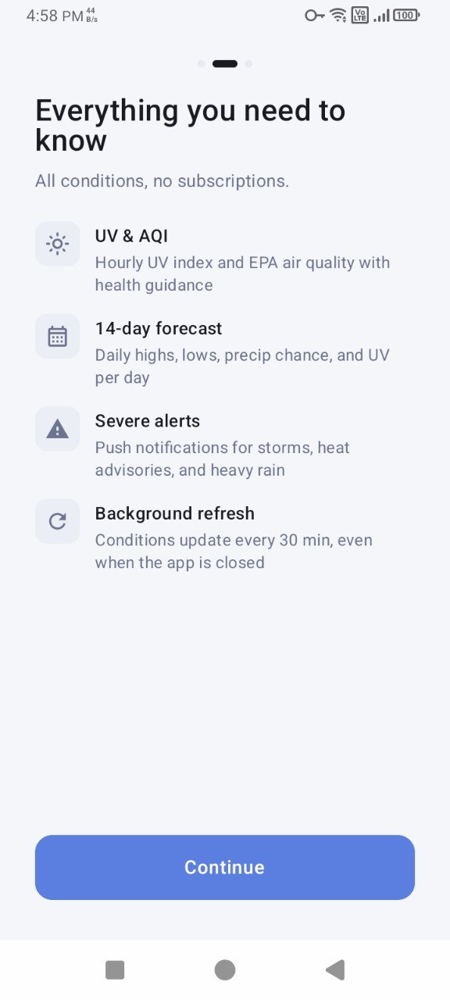 4:58 PM 44 B/s Vo LTE 100
Everything you need to
know
All conditions, no subscriptions.
UV & AQI
Hourly UV index and EPA air quality with
health guidance
14-day forecast
Daily highs, lows, precip chance, and UV
per day
Severe alerts
Push notifications for storms, heat
advisories, and heavy rain
Background refresh
Conditions update every 30 min, even
when the app is closed
Continue